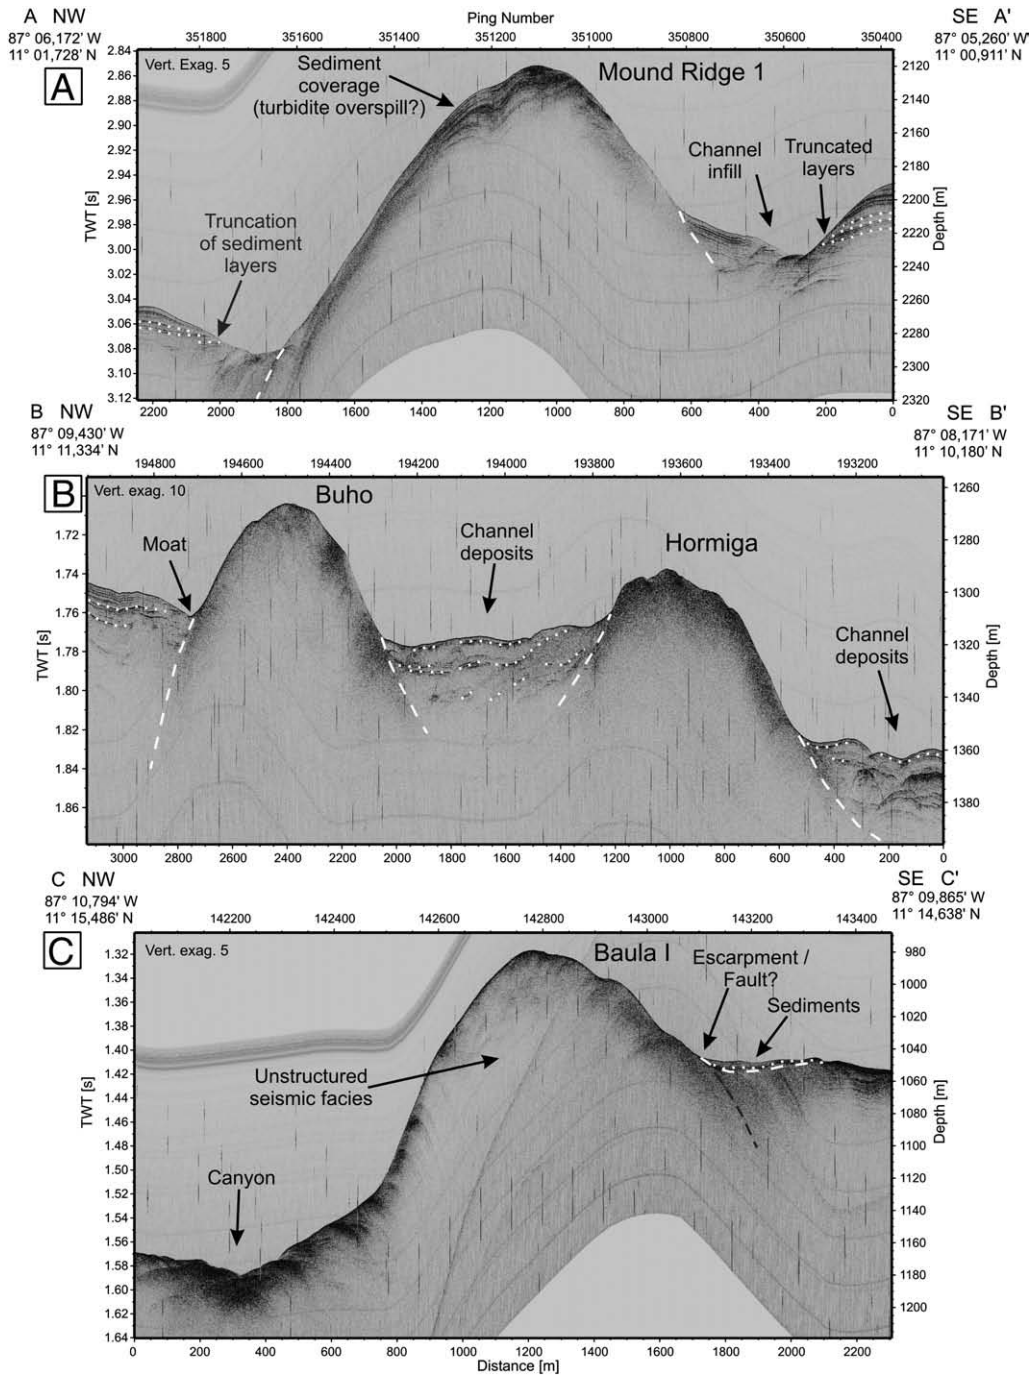 A NW
Ping Number
SE A'
87° 06,172' W
11° 01,728' N
351800 351600 351400 351200 351000 350800 350600 350400
87° 05,260' W
11° 00,911' N
A
Vert. Exag. 5
Sediment
coverage
(turbidite overspill?)
Mound Ridge 1
Channel
infill
Truncated
layers
Truncation
of sediment
layers
TWT [s]
2.84
2.86
2.88
2.90
2.92
2.94
2.96
2.98
3.00
3.02
3.04
3.06
3.08
3.10
3.12
Depth [m]
2120
2140
2160
2180
2200
2220
2240
2260
2280
2300
2320
2200 2000 1800 1600 1400 1200 1000 800 600 400 200 0
B NW
SE B'
87° 09,430' W
11° 11,334' N
194800 194600 194400 194200 194000 193800 193600 193400 193200
87° 08,171' W
11° 10,180' N
B
Vert. exag. 10
Buho
Moat
Channel
deposits
Hormiga
Channel
deposits
TWT [s]
1.72
1.74
1.76
1.78
1.80
1.82
1.84
1.86
Depth [m]
1260
1280
1300
1320
1340
1360
1380
3000 2800 2600 2400 2200 2000 1800 1600 1400 1200 1000 800 600 400 200 0
C NW
SE C'
87° 10,794' W
11° 15,486' N
142200 142400 142600 142800 143000 143200 143400
87° 09,865' W
11° 14,638' N
C
Vert. exag. 5
Baula I
Escarpment /
Fault?
Sediments
Unstructured
seismic facies
Canyon
TWT [s]
1.32
1.34
1.36
1.38
1.40
1.42
1.44
1.46
1.48
1.50
1.52
1.54
1.56
1.58
1.60
1.62
1.64
Depth [m]
980
1000
1020
1040
1060
1080
1100
1120
1140
1160
1180
1200
0 200 400 600 800 1000 1200 1400 1600 1800 2000 2200
Distance [m]